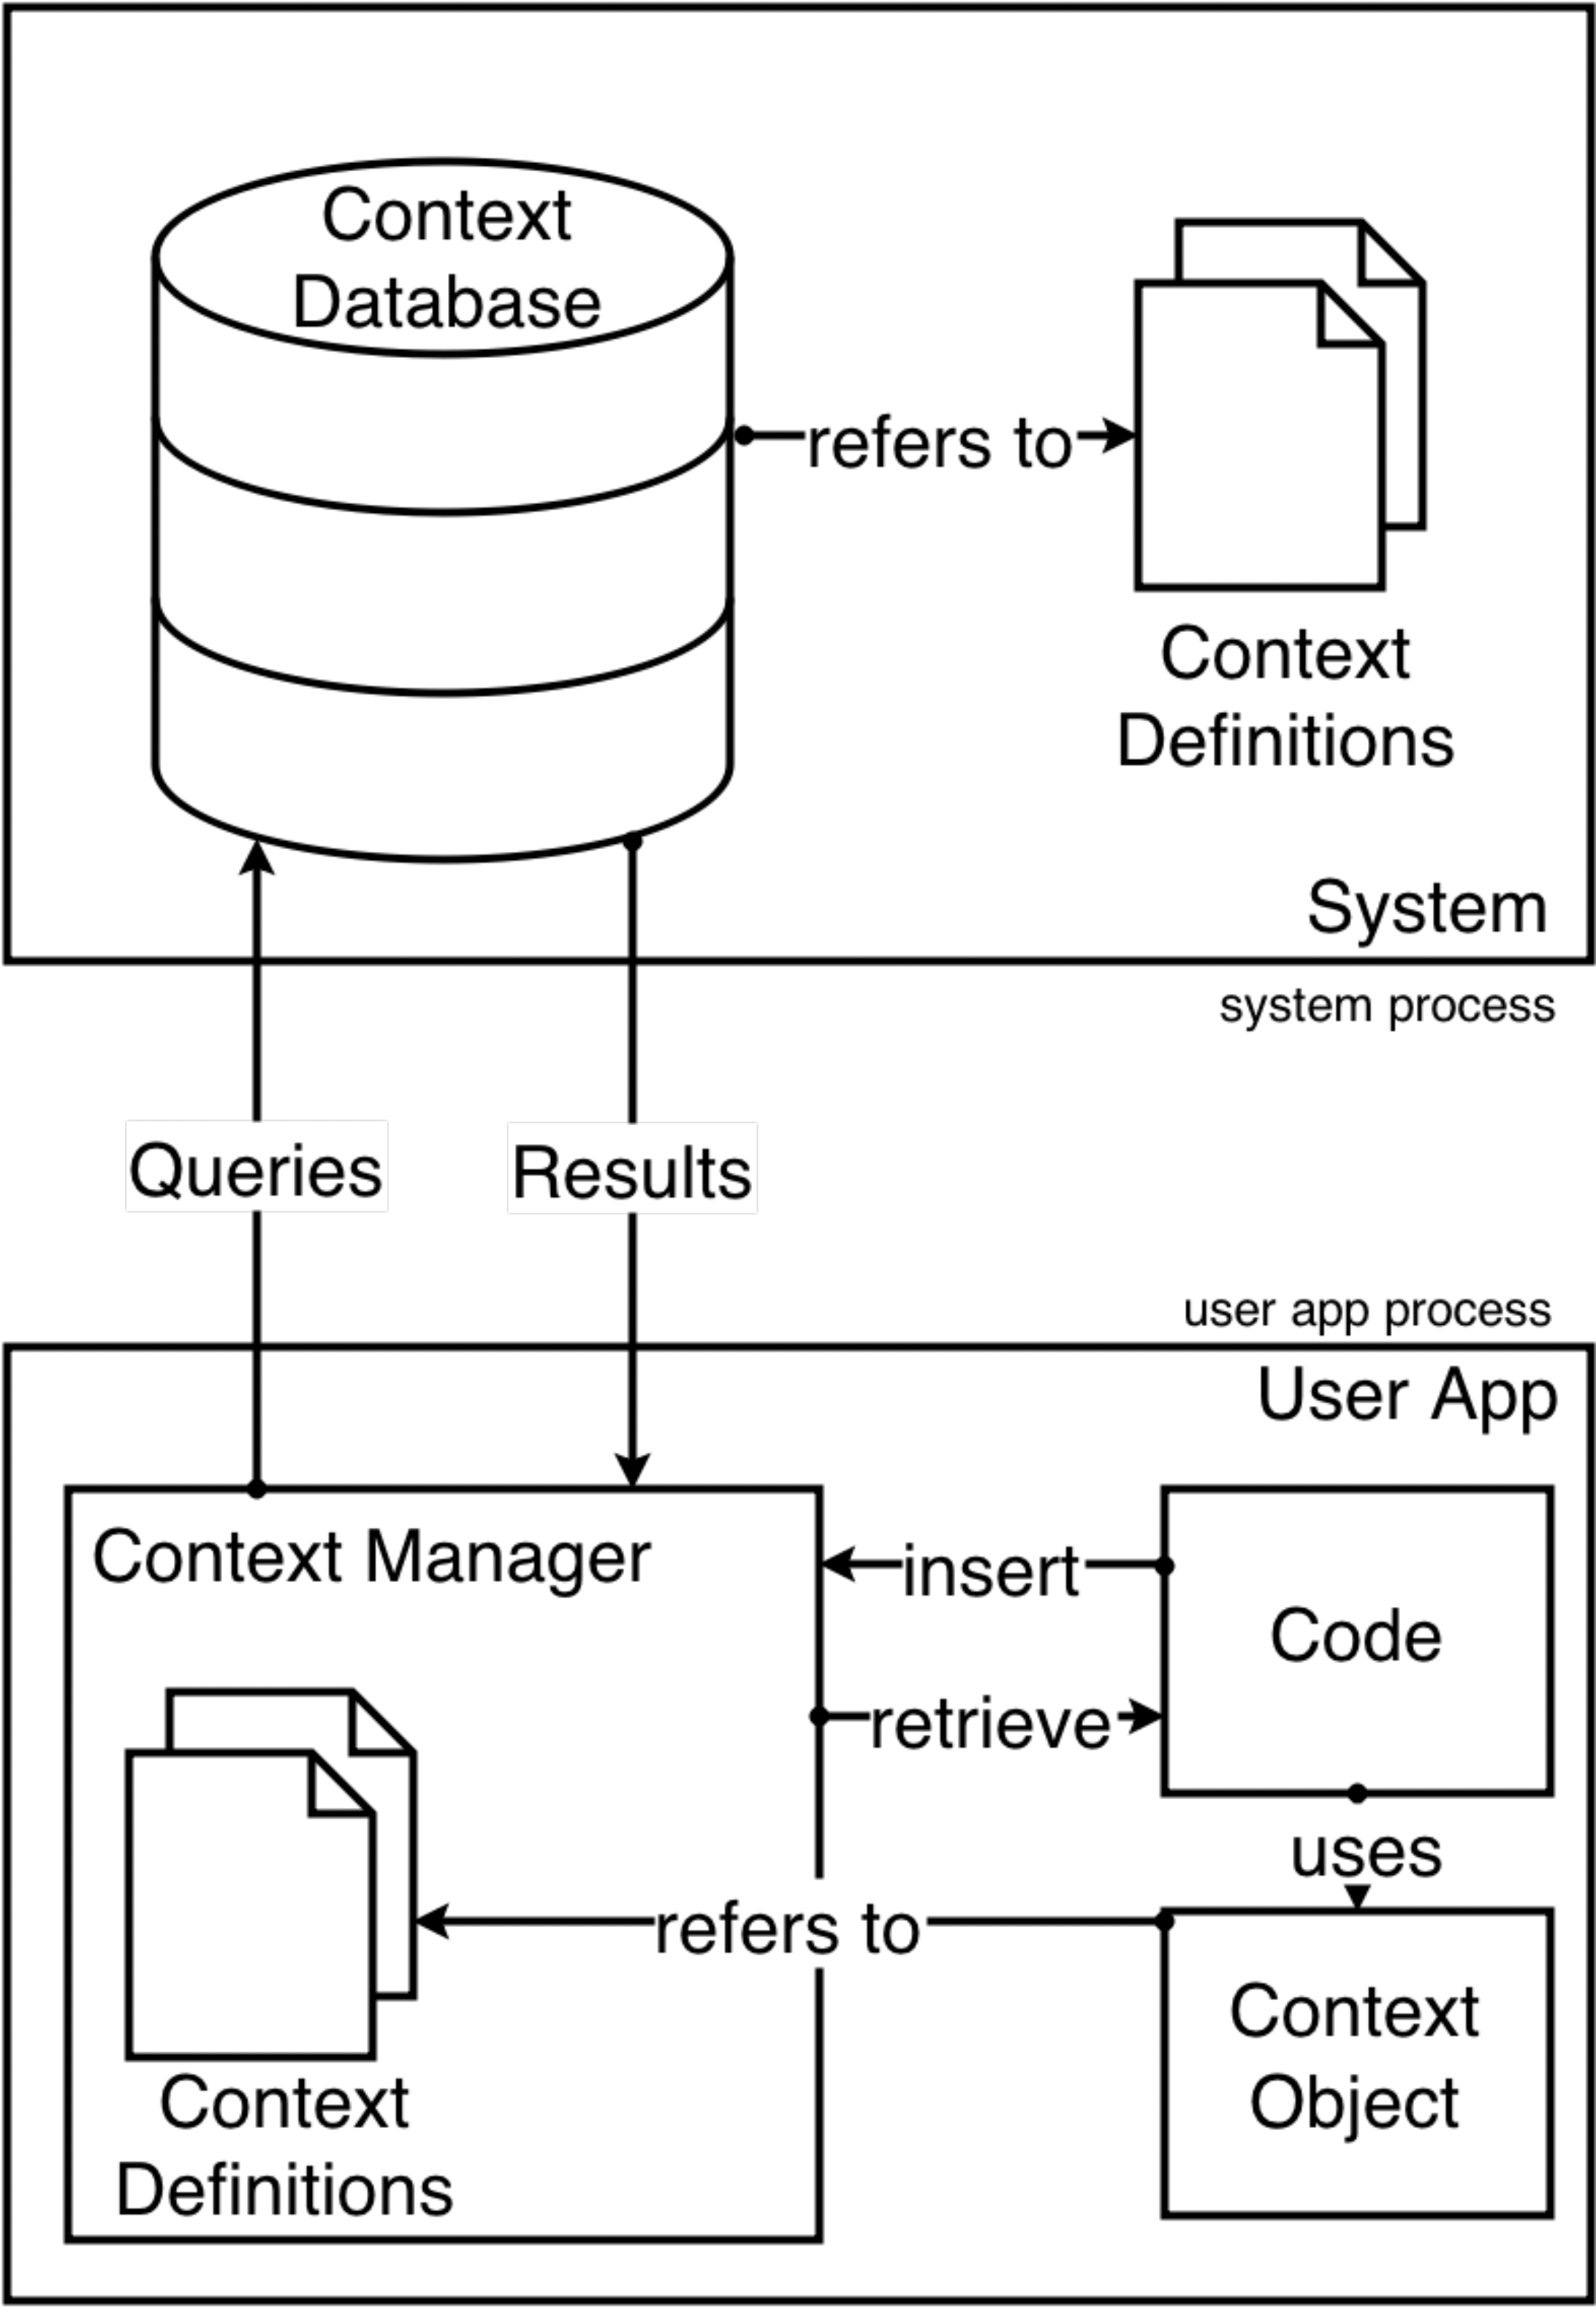 Context
Database
refers to
Context
Definitions
System
system process
Queries
Results
user app process
User App
Context Manager
insert
Code
retrieve
uses
refers to
Context
Object
Context
Definitions